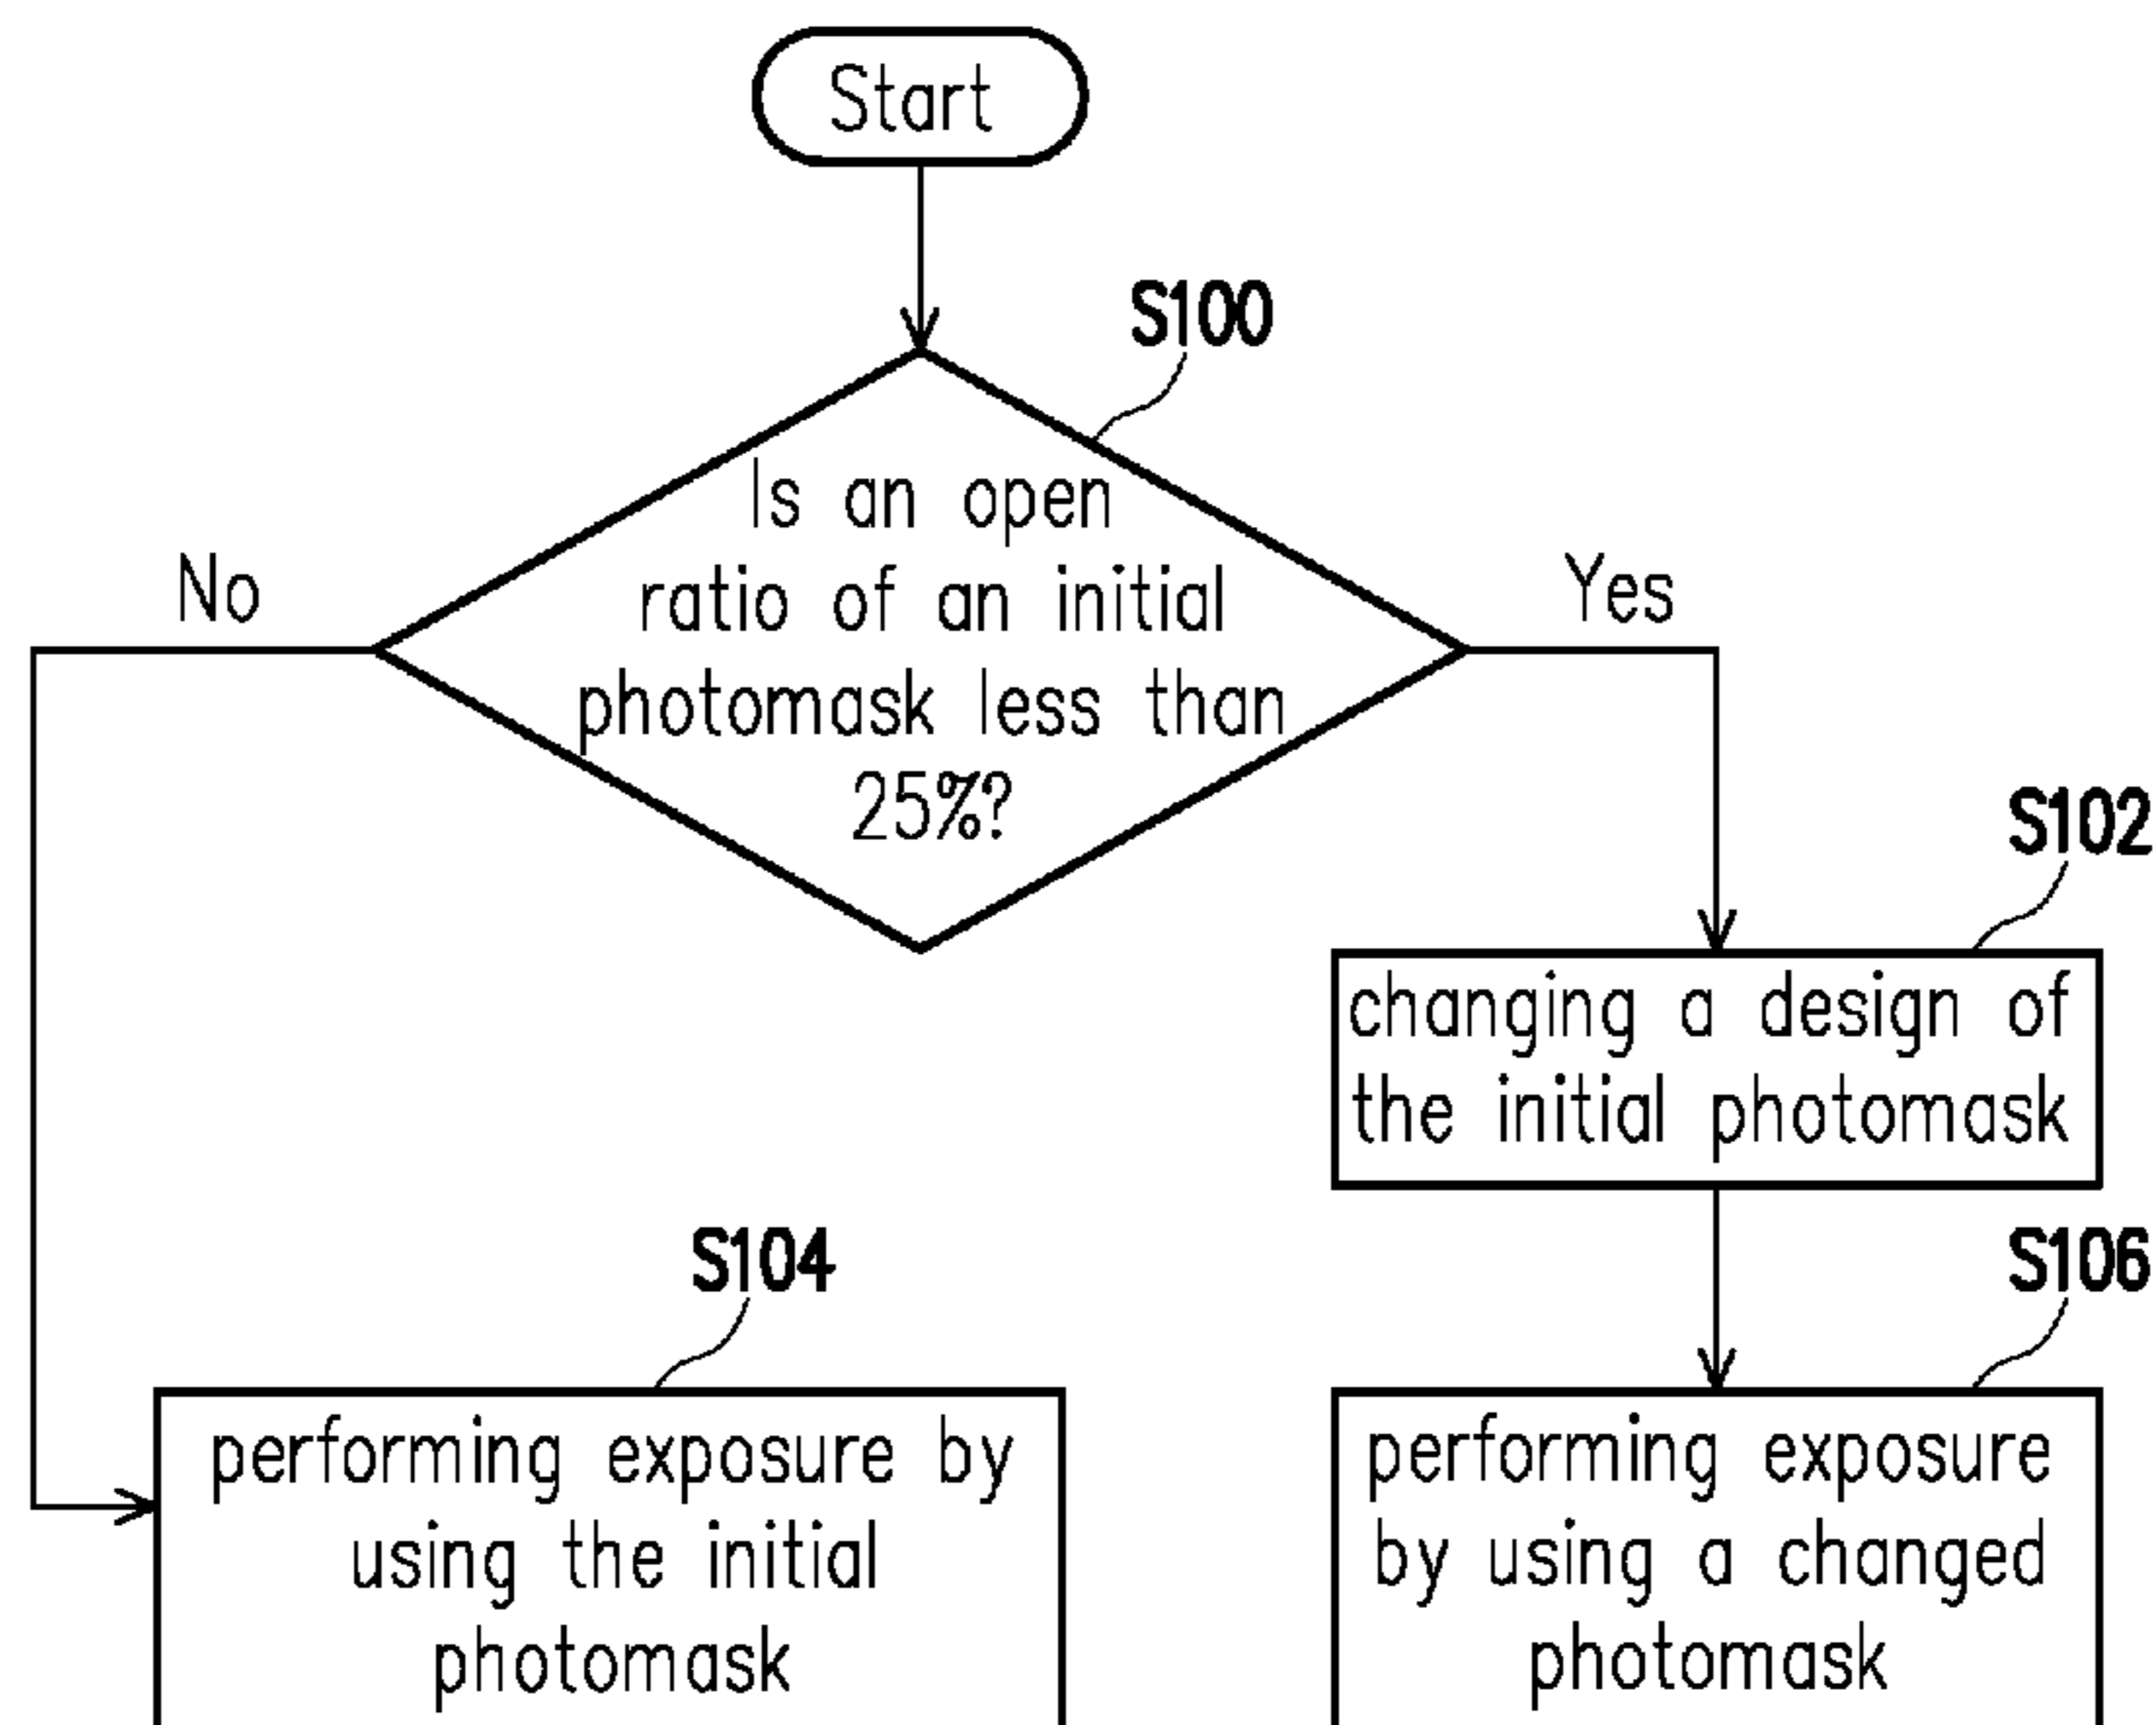 Start
S100
Is an open
ratio of an initial
photomask less than
25%?
No
Yes
S102
changing a design of
the initial photomask
S104
performing exposure by
using the initial
photomask
S106
performing exposure
by using a changed
photomask